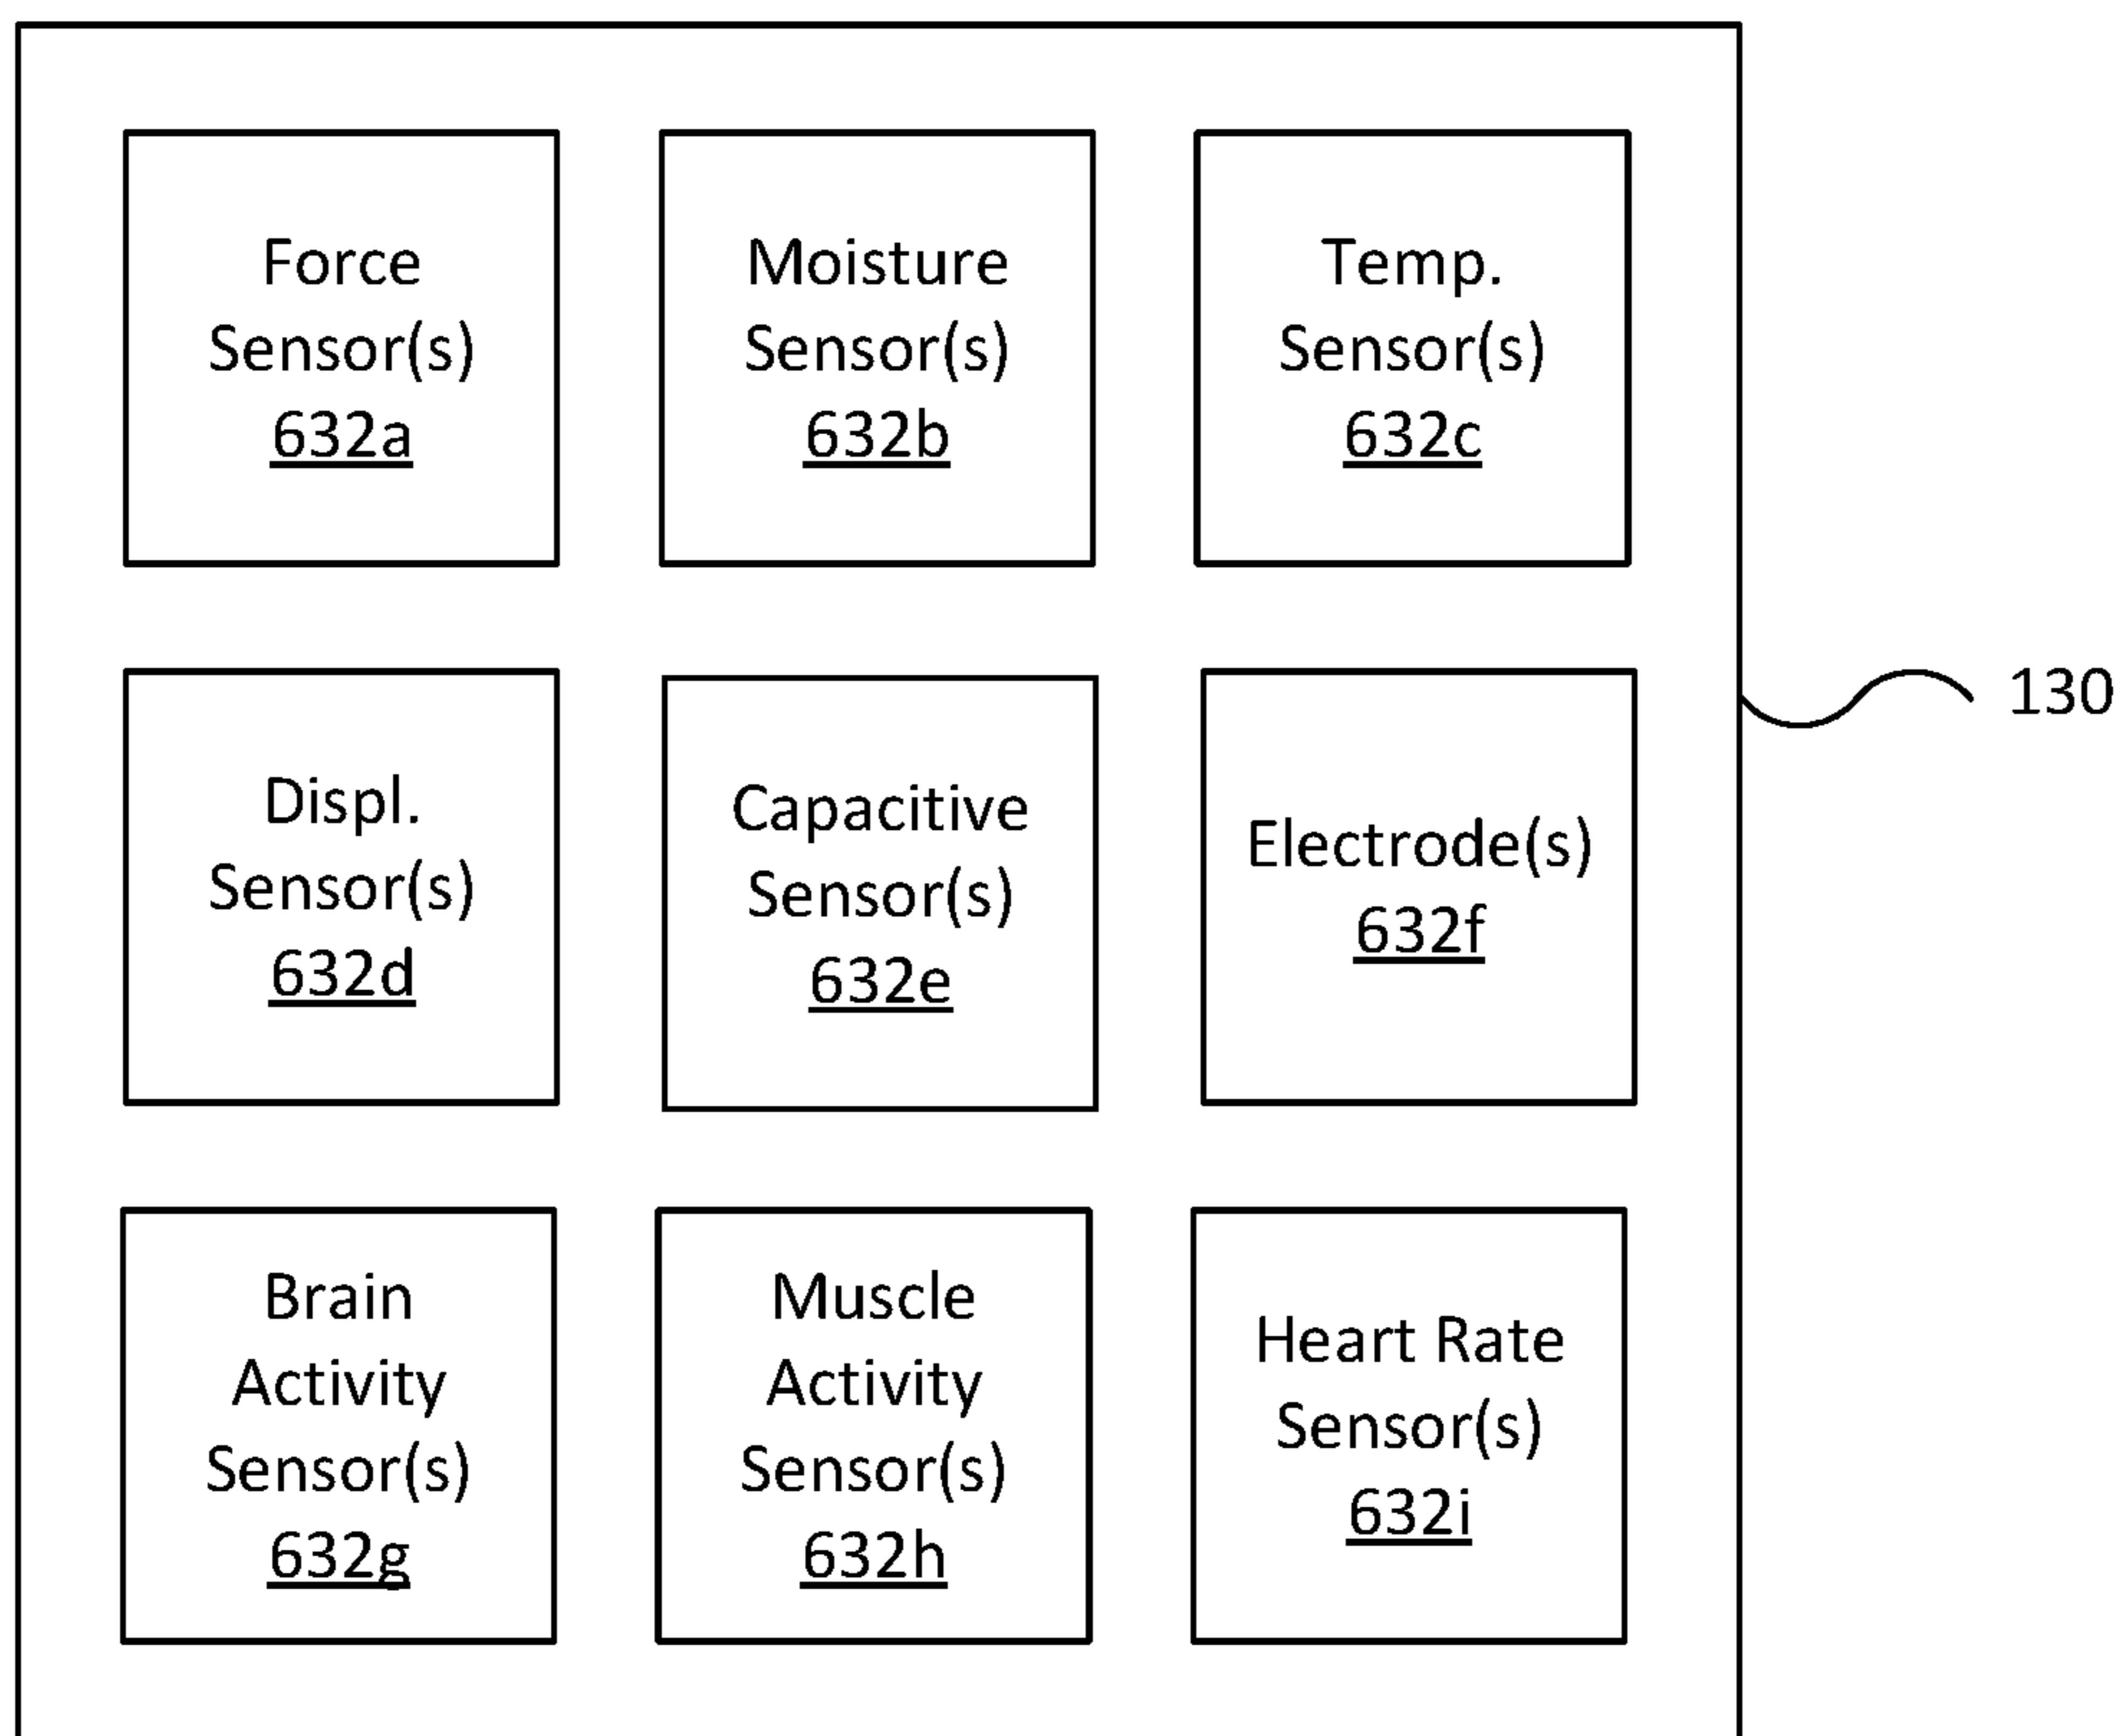 Force
Sensor(s)
632a
Moisture
Sensor(s)
632b
Temp.
Sensor(s)
632c
Displ.
Sensor(s)
632d
Capacitive
Sensor(s)
632e
Electrode(s)
632f
130
Brain
Activity
Sensor(s)
632g
Muscle
Activity
Sensor(s)
632h
Heart Rate
Sensor(s)
632i